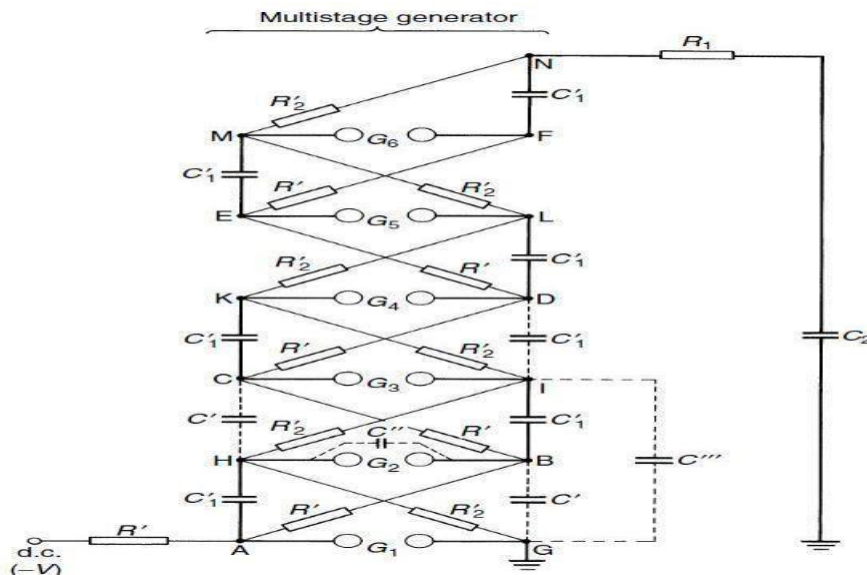 Multistage generator
N
R₁
C′₁
R′₂
M
G₆
F
C′₁
R′
R′₂
E
G₅
L
R′₂
R′
C′₁
K
G₄
D
C′₁
R′
R′₂
C′₁
C₂
C
G₃
I
C′
R′₂
C″
R′
C′₁
C‴
H
G₂
B
C′₁
R′
R′₂
C′
R′
A
G₁
G
d.c.
(−V)